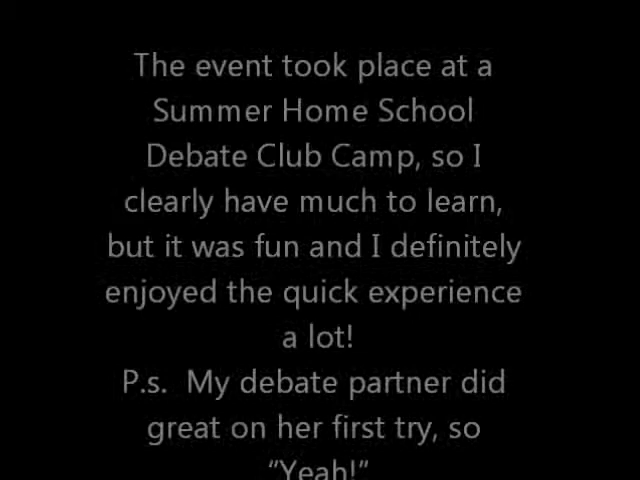 The event took place at a
Summer Home School
Debate Club Camp, so I
clearly have much to learn,
but it was fun and I definitely
enjoyed the quick experience
a lot!
P.s.  My debate partner did
great on her first try, so
“Yeah!”